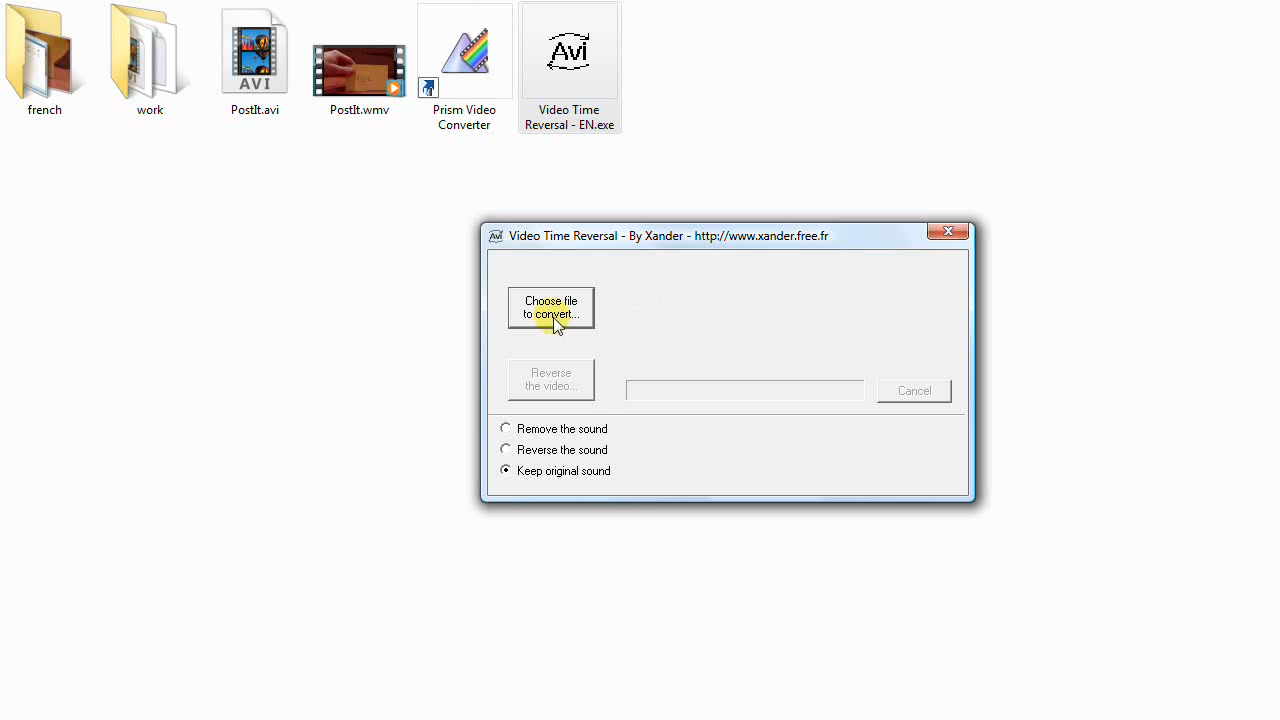 Avi
AVI
french
work
PostIt.avi
PostIt.wmv
Prism Video
Converter
Video Time
Reversal - EN.exe
Avi
Video Time Reversal - By Xander - http://www.xander.free.fr
Choose file
to convert...
Reverse
the video...
Cancel
Remove the sound
Reverse the sound
Keep original sound